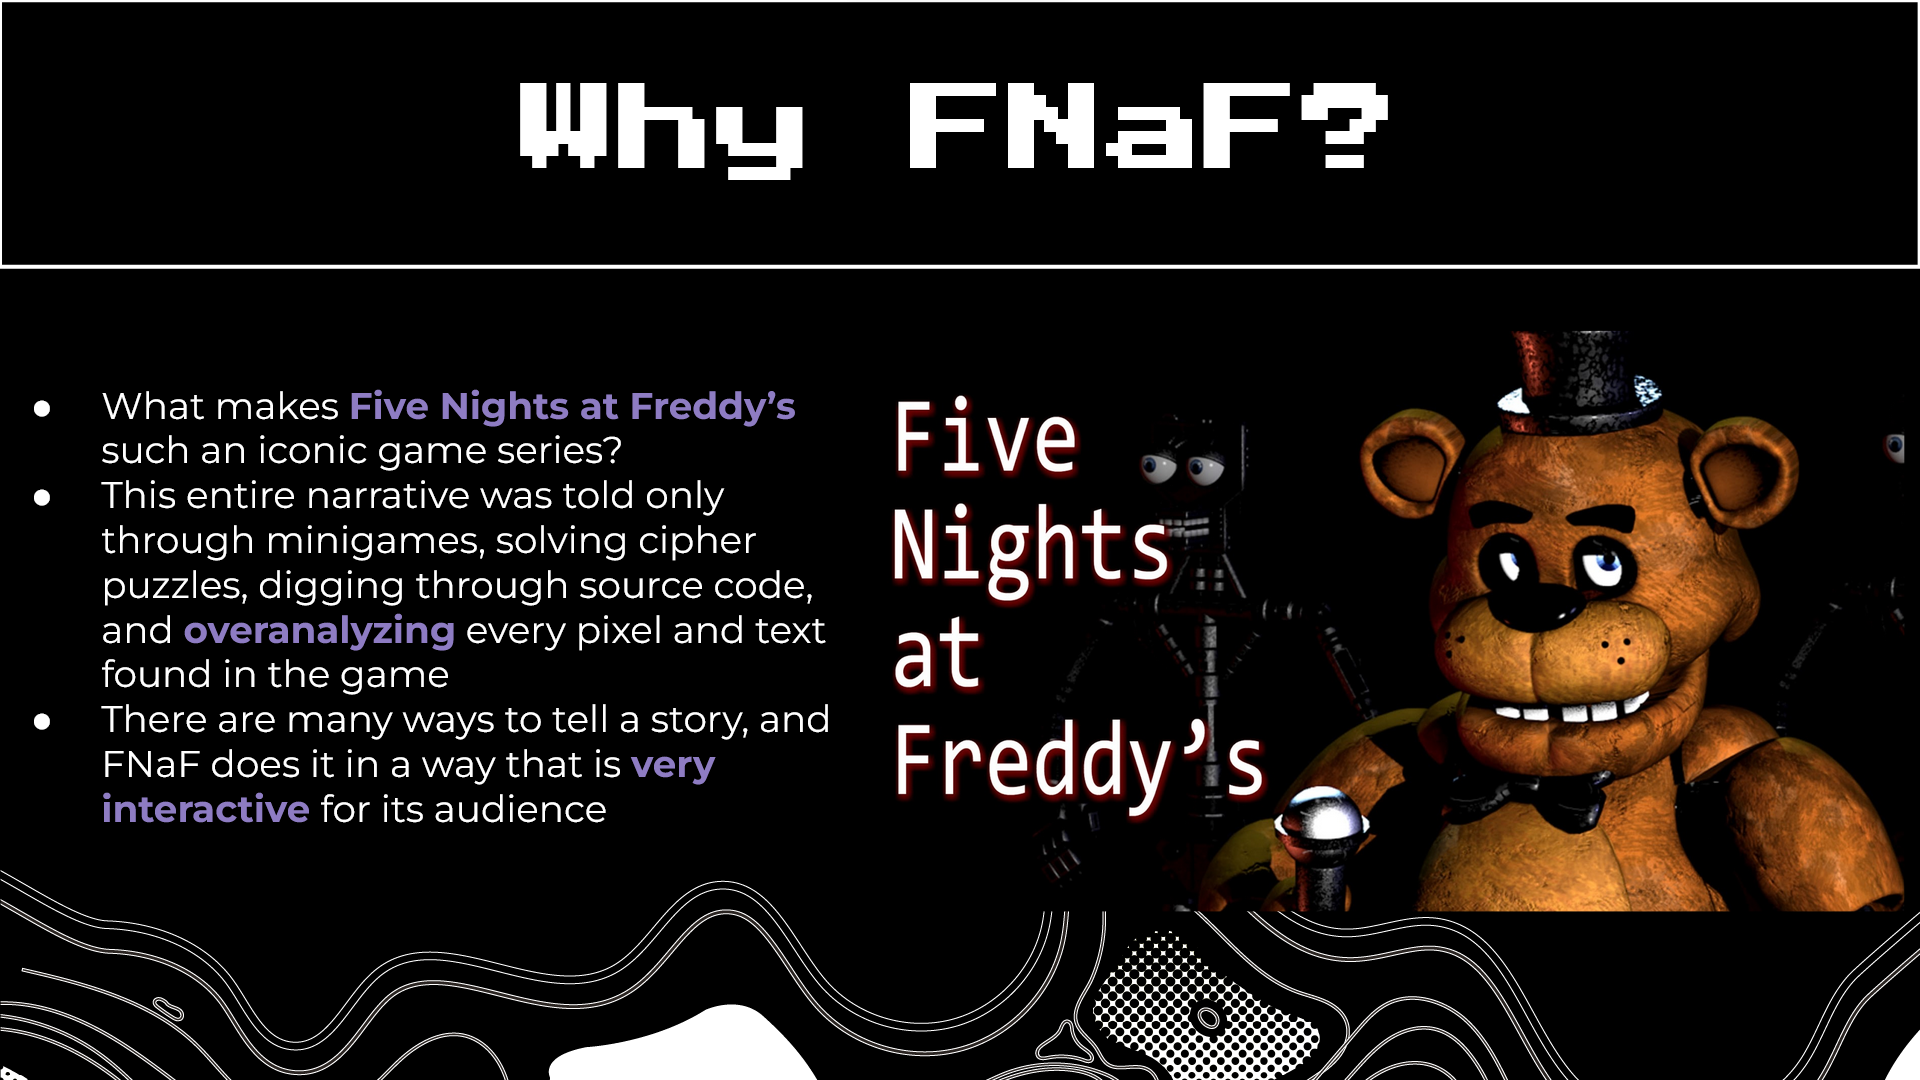 Why FNaF?
● What makes Five Nights at Freddy’s
such an iconic game series?
● This entire narrative was told only
through minigames, solving cipher
puzzles, digging through source code,
and overanalyzing every pixel and text
found in the game
● There are many ways to tell a story, and
FNaF does it in a way that is very
interactive for its audience
Five
Nights
at
Freddy’s